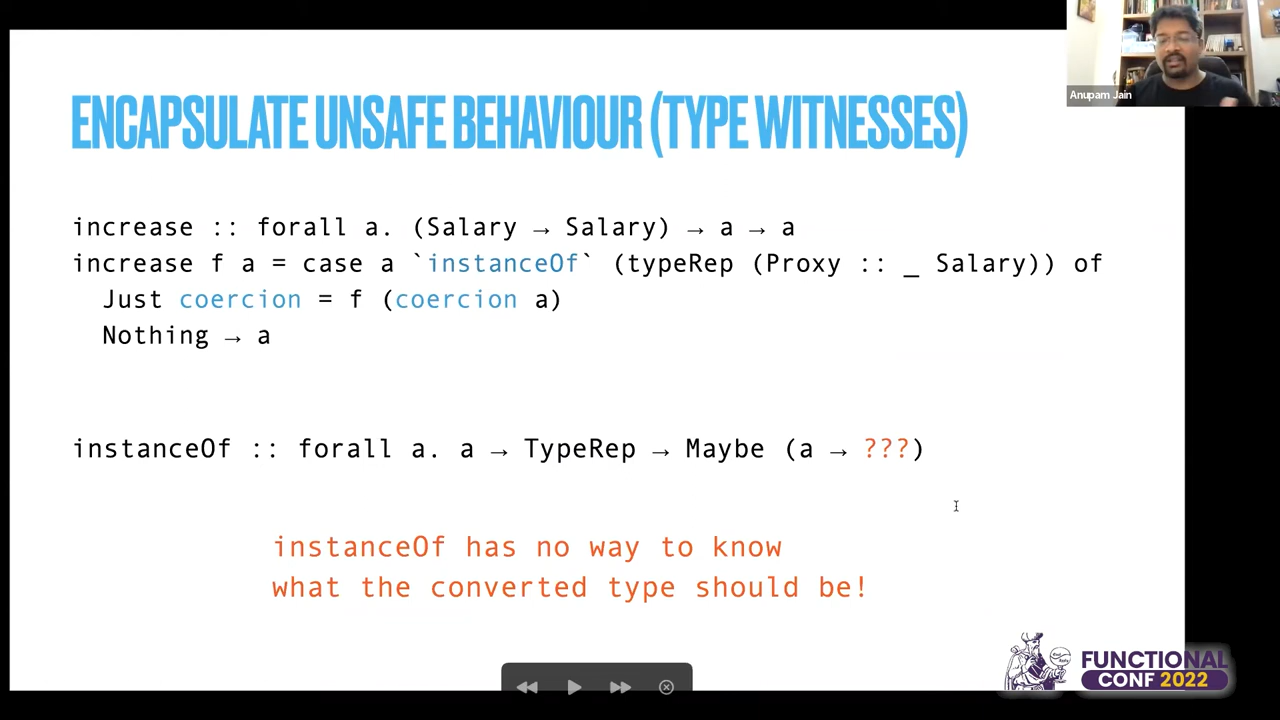 Anupam Jain
ENCAPSULATE UNSAFE BEHAVIOUR (TYPE WITNESSES)
increase :: forall a. (Salary → Salary) → a → a
increase f a = case a `instanceOf` (typeRep (Proxy :: _ Salary)) of
Just coercion = f (coercion a)
Nothing → a
instanceOf :: forall a. a → TypeRep → Maybe (a → ???)
instanceOf has no way to know
what the converted type should be!
FUNCTIONAL
CONF 2022